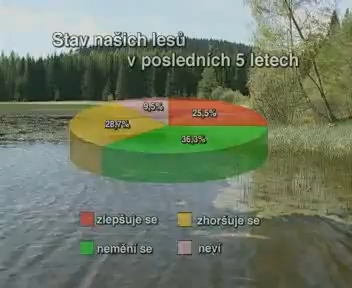 Stav našich lesů
v posledních 5 letech
9,5%
25,5%
28,7%
36,3%
zlepšuje se
zhoršuje se
nemění se
neví